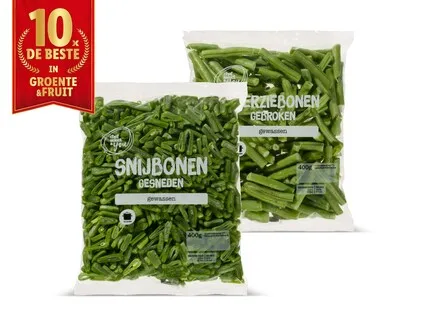 10x
DE BESTE
IN
GROENTE
&FRUIT
SNIJBONEN
GESNEDEN
gewassen
400g
ERZIEBONEN
GEBROKEN
gewassen
400g